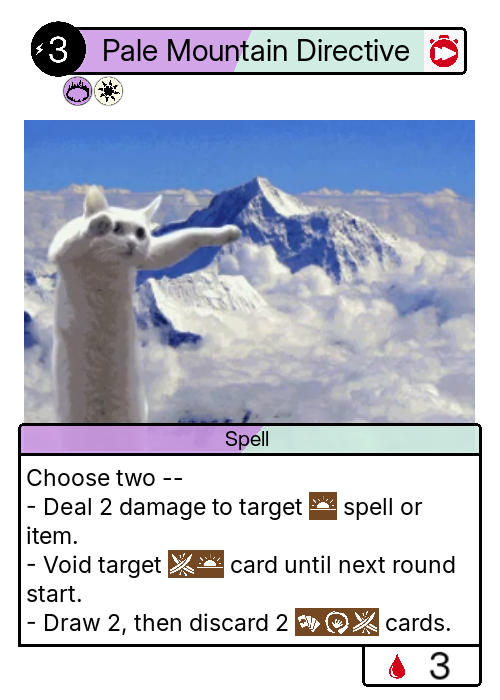 3 Pale Mountain Directive
Spell
Choose two --
- Deal 2 damage to target spell or
item.
- Void target card until next round
start.
- Draw 2, then discard 2 cards.
3